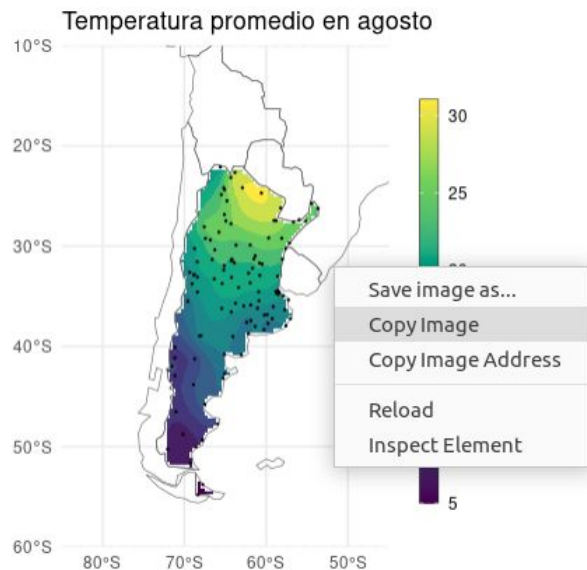 Temperatura promedio en agosto
10°S
20°S
30°S
40°S
50°S
60°S
80°S
70°S
60°S
50°S
30
25
5
Save image as...
Copy Image
Copy Image Address
Reload
Inspect Element